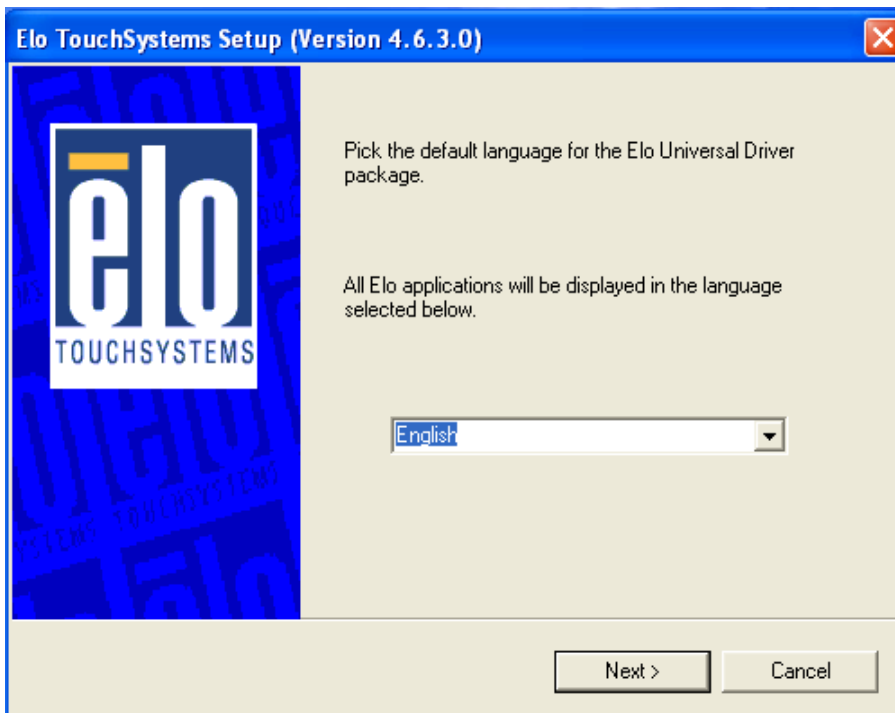 Elo TouchSystems Setup (Version 4.6.3.0)
elo
TOUCHSYSTEMS
Pick the default language for the Elo Universal Driver
package.
All Elo applications will be displayed in the language
selected below.
English
Next >
Cancel